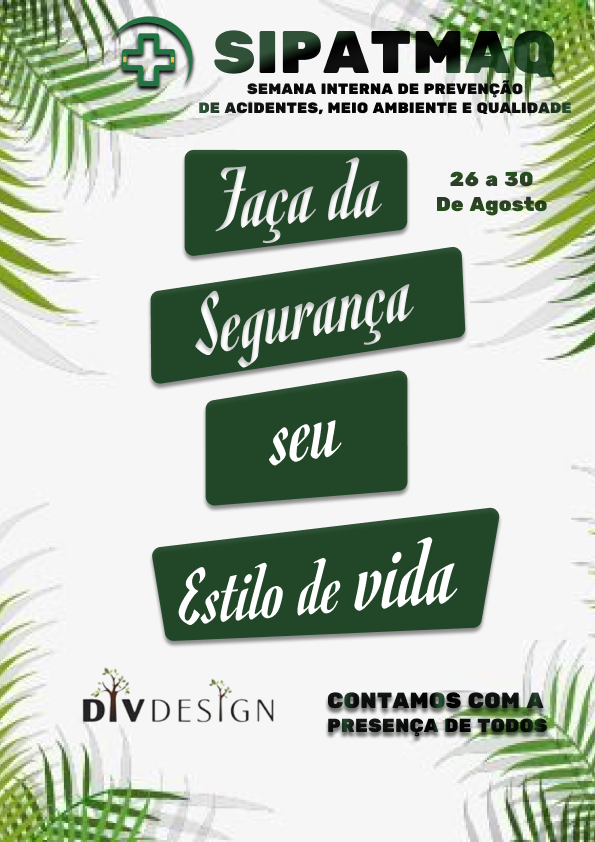 SIPATMAQ
SEMANA INTERNA DE PREVENÇÃO
DE ACIDENTES, MEIO AMBIENTE E QUALIDADE
26 a 30
De Agosto
Faça da
Segurança
seu
Estilo de vida
DIVDESIGN
CONTAMOS COM A
PRESENÇA DE TODOS